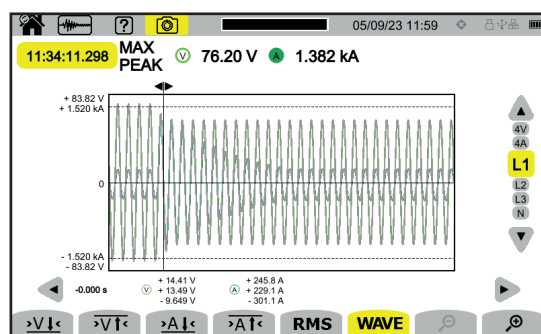 ? 05/09/23 11:59
11:34:11.298 MAX PEAK V 76.20 V A 1.382 kA
+ 83.82 V
+ 1.520 kA
0
- 1.520 kA
- 83.82 V
4V
4A
L1
L2
L3
N
-0.000 s
V + 14.41 V
+ 13.49 V
- 9.649 V
A + 245.8 A
+ 229.1 A
- 301.1 A
>V↓< >V↑< >A↓< >A↑< RMS WAVE